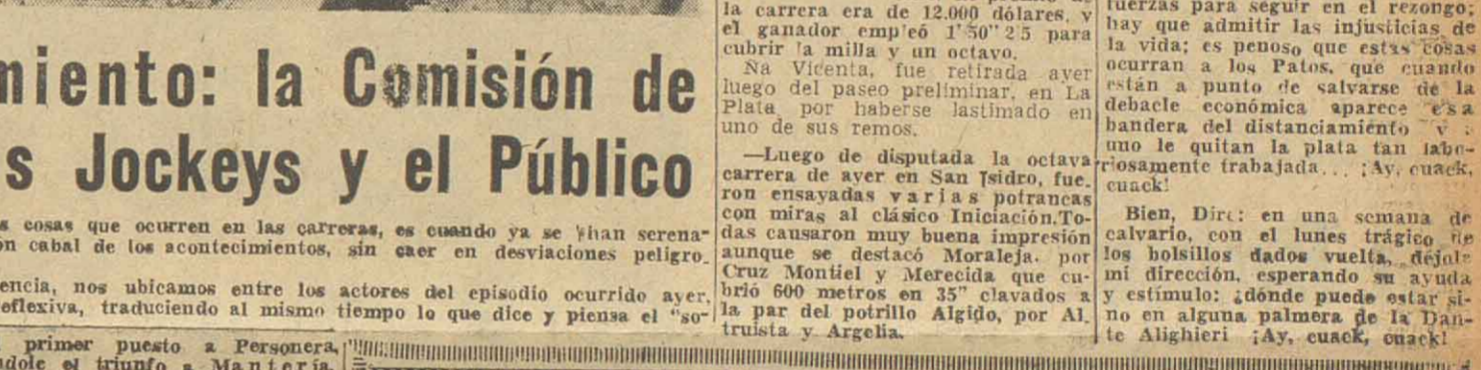 miento: la Comisión de
s Jockeys y el Público
s cosas que ocurren en las carreras, es cuando ya se han serena-
ón cabal de los acontecimientos, sin caer en desviaciones peligro-
encia, nos ubicamos entre los actores del episodio ocurrido ayer,
eflexiva, traduciendo al mismo tiempo lo que dice y piensa el "so-
primer puesto a Personera,
ndole el triunfo a Mantería,
la carrera era de 12.000 dólares, y
el ganador emp'eó 1'50" 2 5 para
cubrir la milla y un octavo.
Ña Vicenta, fue retirada ayer
luego del paseo preliminar, en La
Plata por haberse lastimado en
uno de sus remos.
—Luego de disputada la octava
carrera de ayer en San Isidro, fue-
ron ensayadas varias potrancas
con miras al clásico Iniciación.To-
das causaron muy buena impresión
aunque se destacó Moraleja. por
Cruz Montiel y Merecida que cu-
brió 600 metros en 35" clavados a
la par del potrillo Algido, por Al
truista y Argelia.
fuerzas para seguir en el rezongo;
hay que admitir las injusticias de
la vida; es penoso que estas cosas
ocurran a los Patos, que cuando
están a punto de salvarse de la
debacle económica aparece esa
bandera del distanciamiento y
uno le quitan la plata tan labo-
riosamente trabajada... ¡Ay, cuack,
cuack!
Bien, Dire: en una semana de
calvario, con el lunes trágico de
los bolsillos dados vuelta, déjole
mi dirección, esperando su ayuda
y estímulo: ¿dónde puede estar si-
no en alguna palmera de la Dan-
te Alighieri ¡Ay, cuack, cuack!